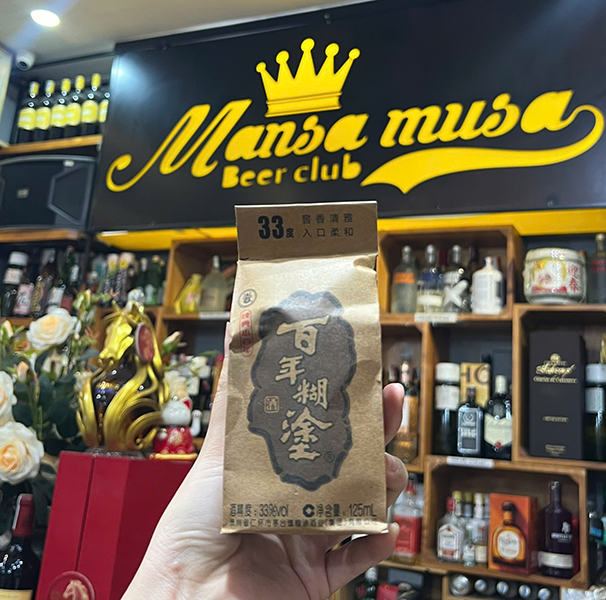 Mansa musa
Beer club
33度
窖香清雅
入口柔和
百年糊塗
酒
酒精度：33%vol
净含量：125mL